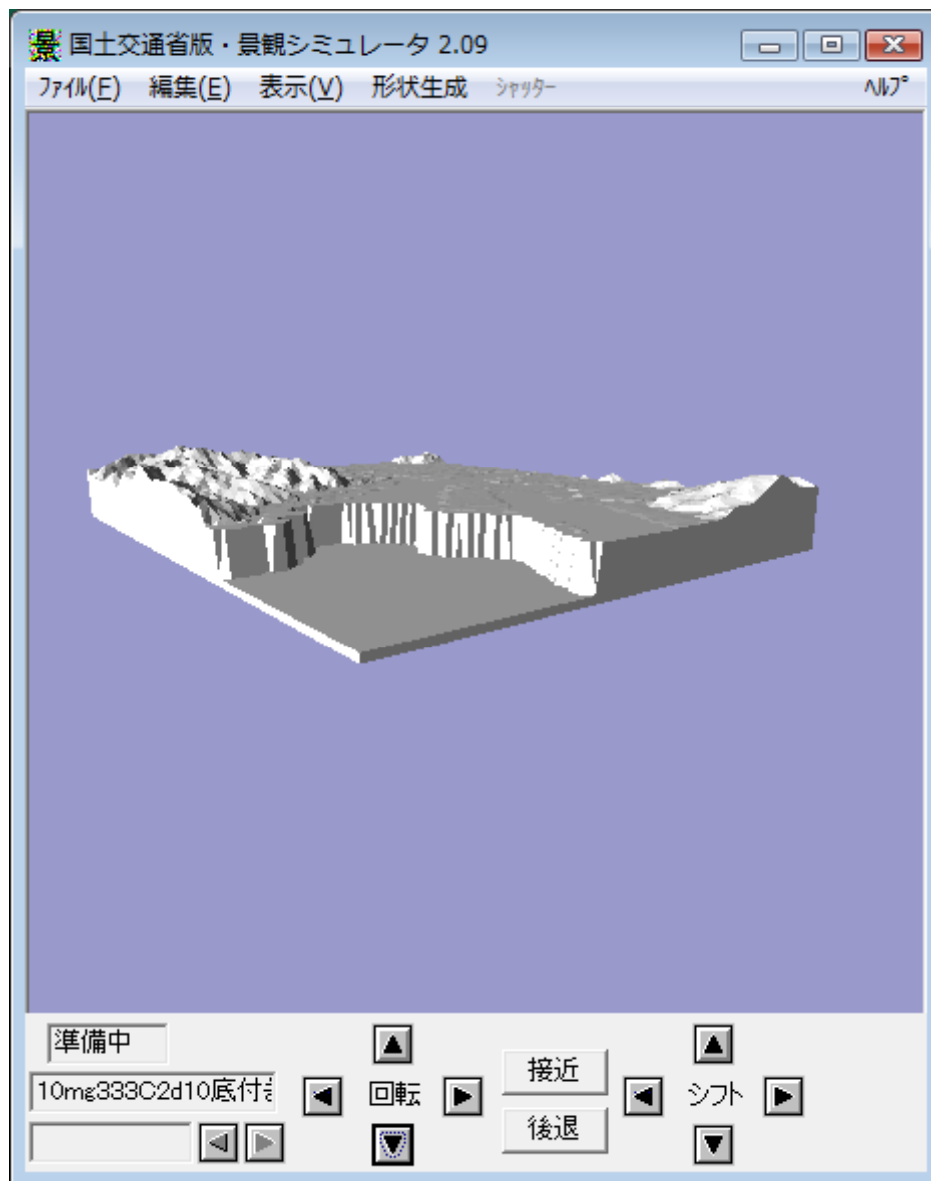 景 国土交通省版・景観シミュレータ 2.09
ﾌｧｲﾙ(F) 編集(E) 表示(V) 形状生成 ｼｬｯﾀｰ ﾍﾙﾌﾟ
準備中
10mg333C2d10底付
回転
接近
後退
シフト